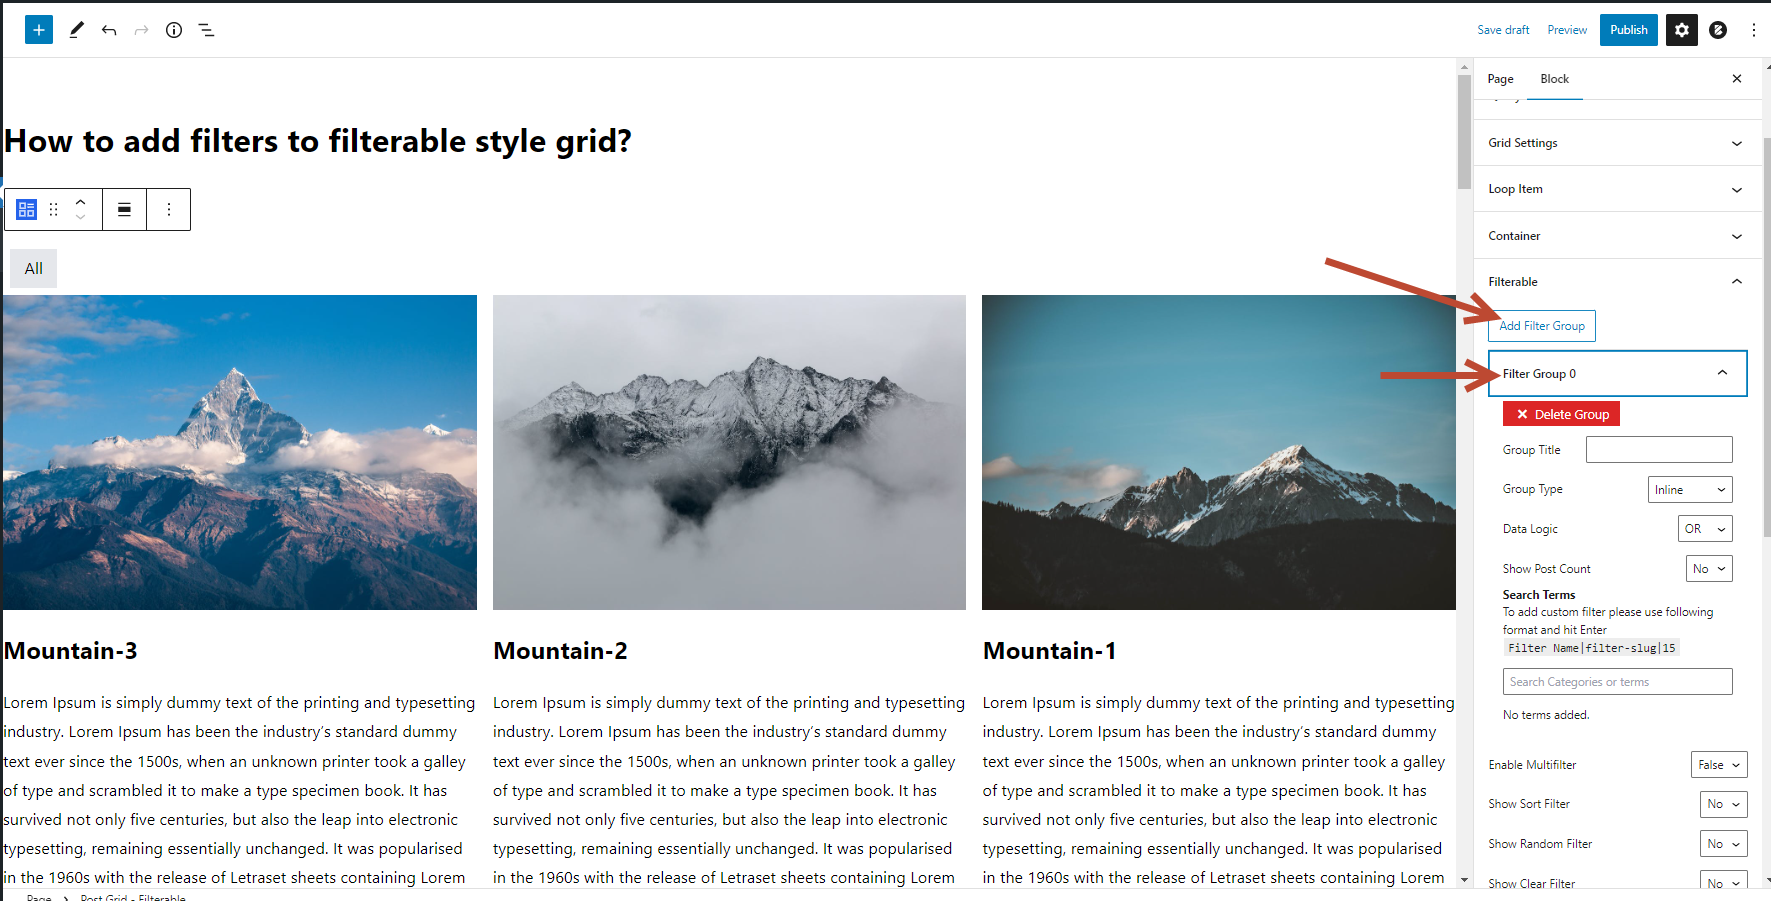 Save draft
Preview
Publish
Page
Block
How to add filters to filterable style grid?
All
Mountain-3
Lorem Ipsum is simply dummy text of the printing and typesetting
industry. Lorem Ipsum has been the industry’s standard dummy
text ever since the 1500s, when an unknown printer took a galley
of type and scrambled it to make a type specimen book. It has
survived not only five centuries, but also the leap into electronic
typesetting, remaining essentially unchanged. It was popularised
in the 1960s with the release of Letraset sheets containing Lorem
Mountain-2
Lorem Ipsum is simply dummy text of the printing and typesetting
industry. Lorem Ipsum has been the industry’s standard dummy
text ever since the 1500s, when an unknown printer took a galley
of type and scrambled it to make a type specimen book. It has
survived not only five centuries, but also the leap into electronic
typesetting, remaining essentially unchanged. It was popularised
in the 1960s with the release of Letraset sheets containing Lorem
Mountain-1
Lorem Ipsum is simply dummy text of the printing and typesetting
industry. Lorem Ipsum has been the industry’s standard dummy
text ever since the 1500s, when an unknown printer took a galley
of type and scrambled it to make a type specimen book. It has
survived not only five centuries, but also the leap into electronic
typesetting, remaining essentially unchanged. It was popularised
in the 1960s with the release of Letraset sheets containing Lorem
Grid Settings
Loop Item
Container
Filterable
Add Filter Group
Filter Group 0
Delete Group
Group Title
Group Type Inline
Data Logic OR
Show Post Count No
Search Terms
To add custom filter please use following
format and hit Enter
Filter Name|filter-slug|15
Search Categories or terms
No terms added.
Enable Multifilter False
Show Sort Filter No
Show Random Filter No
Show Clear Filter No
Page Post Grid - Filterable